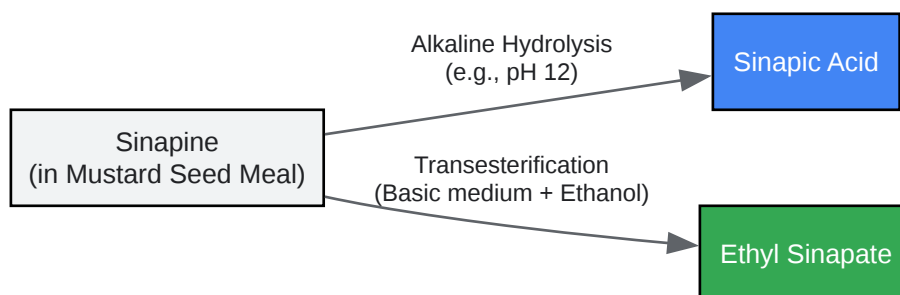 Alkaline Hydrolysis
(e.g., pH 12)
Sinapic Acid
Sinapine
(in Mustard Seed Meal)
Transesterification
(Basic medium + Ethanol)
Ethyl Sinapate